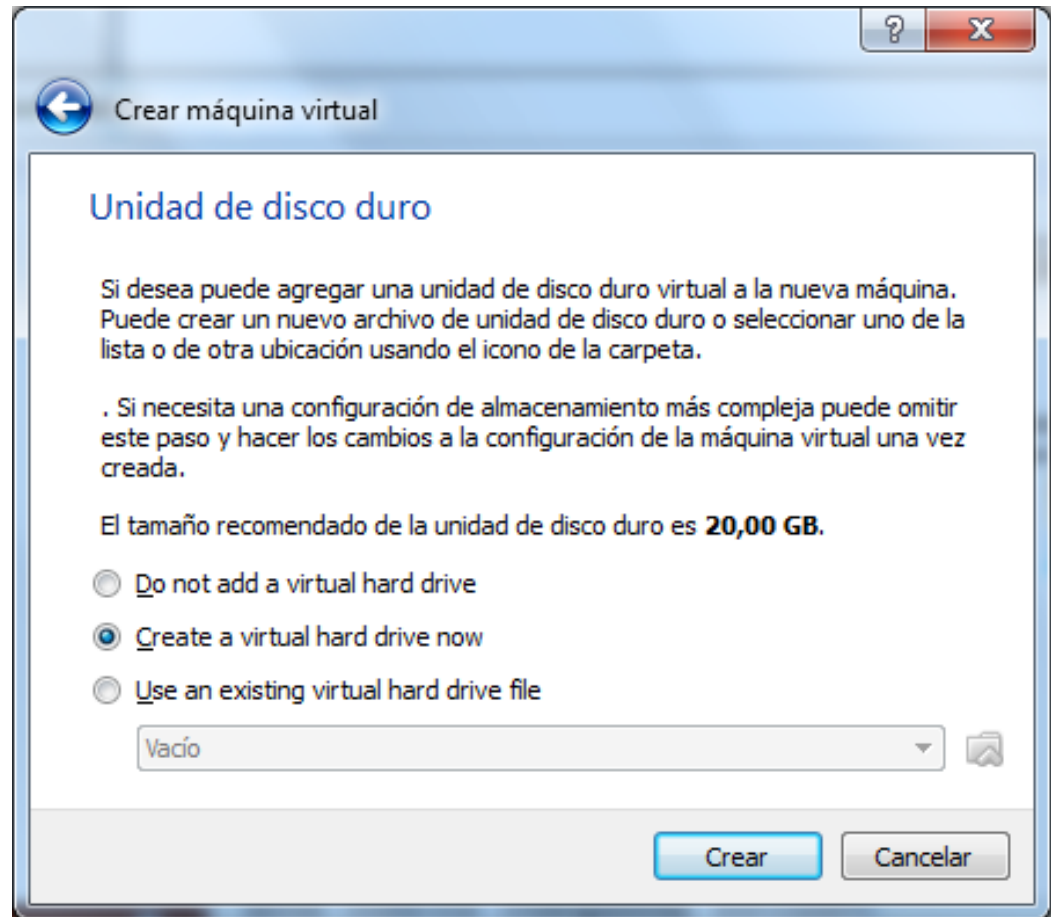 ?
X
Crear máquina virtual
Unidad de disco duro
Si desea puede agregar una unidad de disco duro virtual a la nueva máquina.
Puede crear un nuevo archivo de unidad de disco duro o seleccionar uno de la
lista o de otra ubicación usando el icono de la carpeta.
. Si necesita una configuración de almacenamiento más compleja puede omitir
este paso y hacer los cambios a la configuración de la máquina virtual una vez
creada.
El tamaño recomendado de la unidad de disco duro es 20,00 GB.
Do not add a virtual hard drive
Create a virtual hard drive now
Use an existing virtual hard drive file
Vacío
Crear
Cancelar